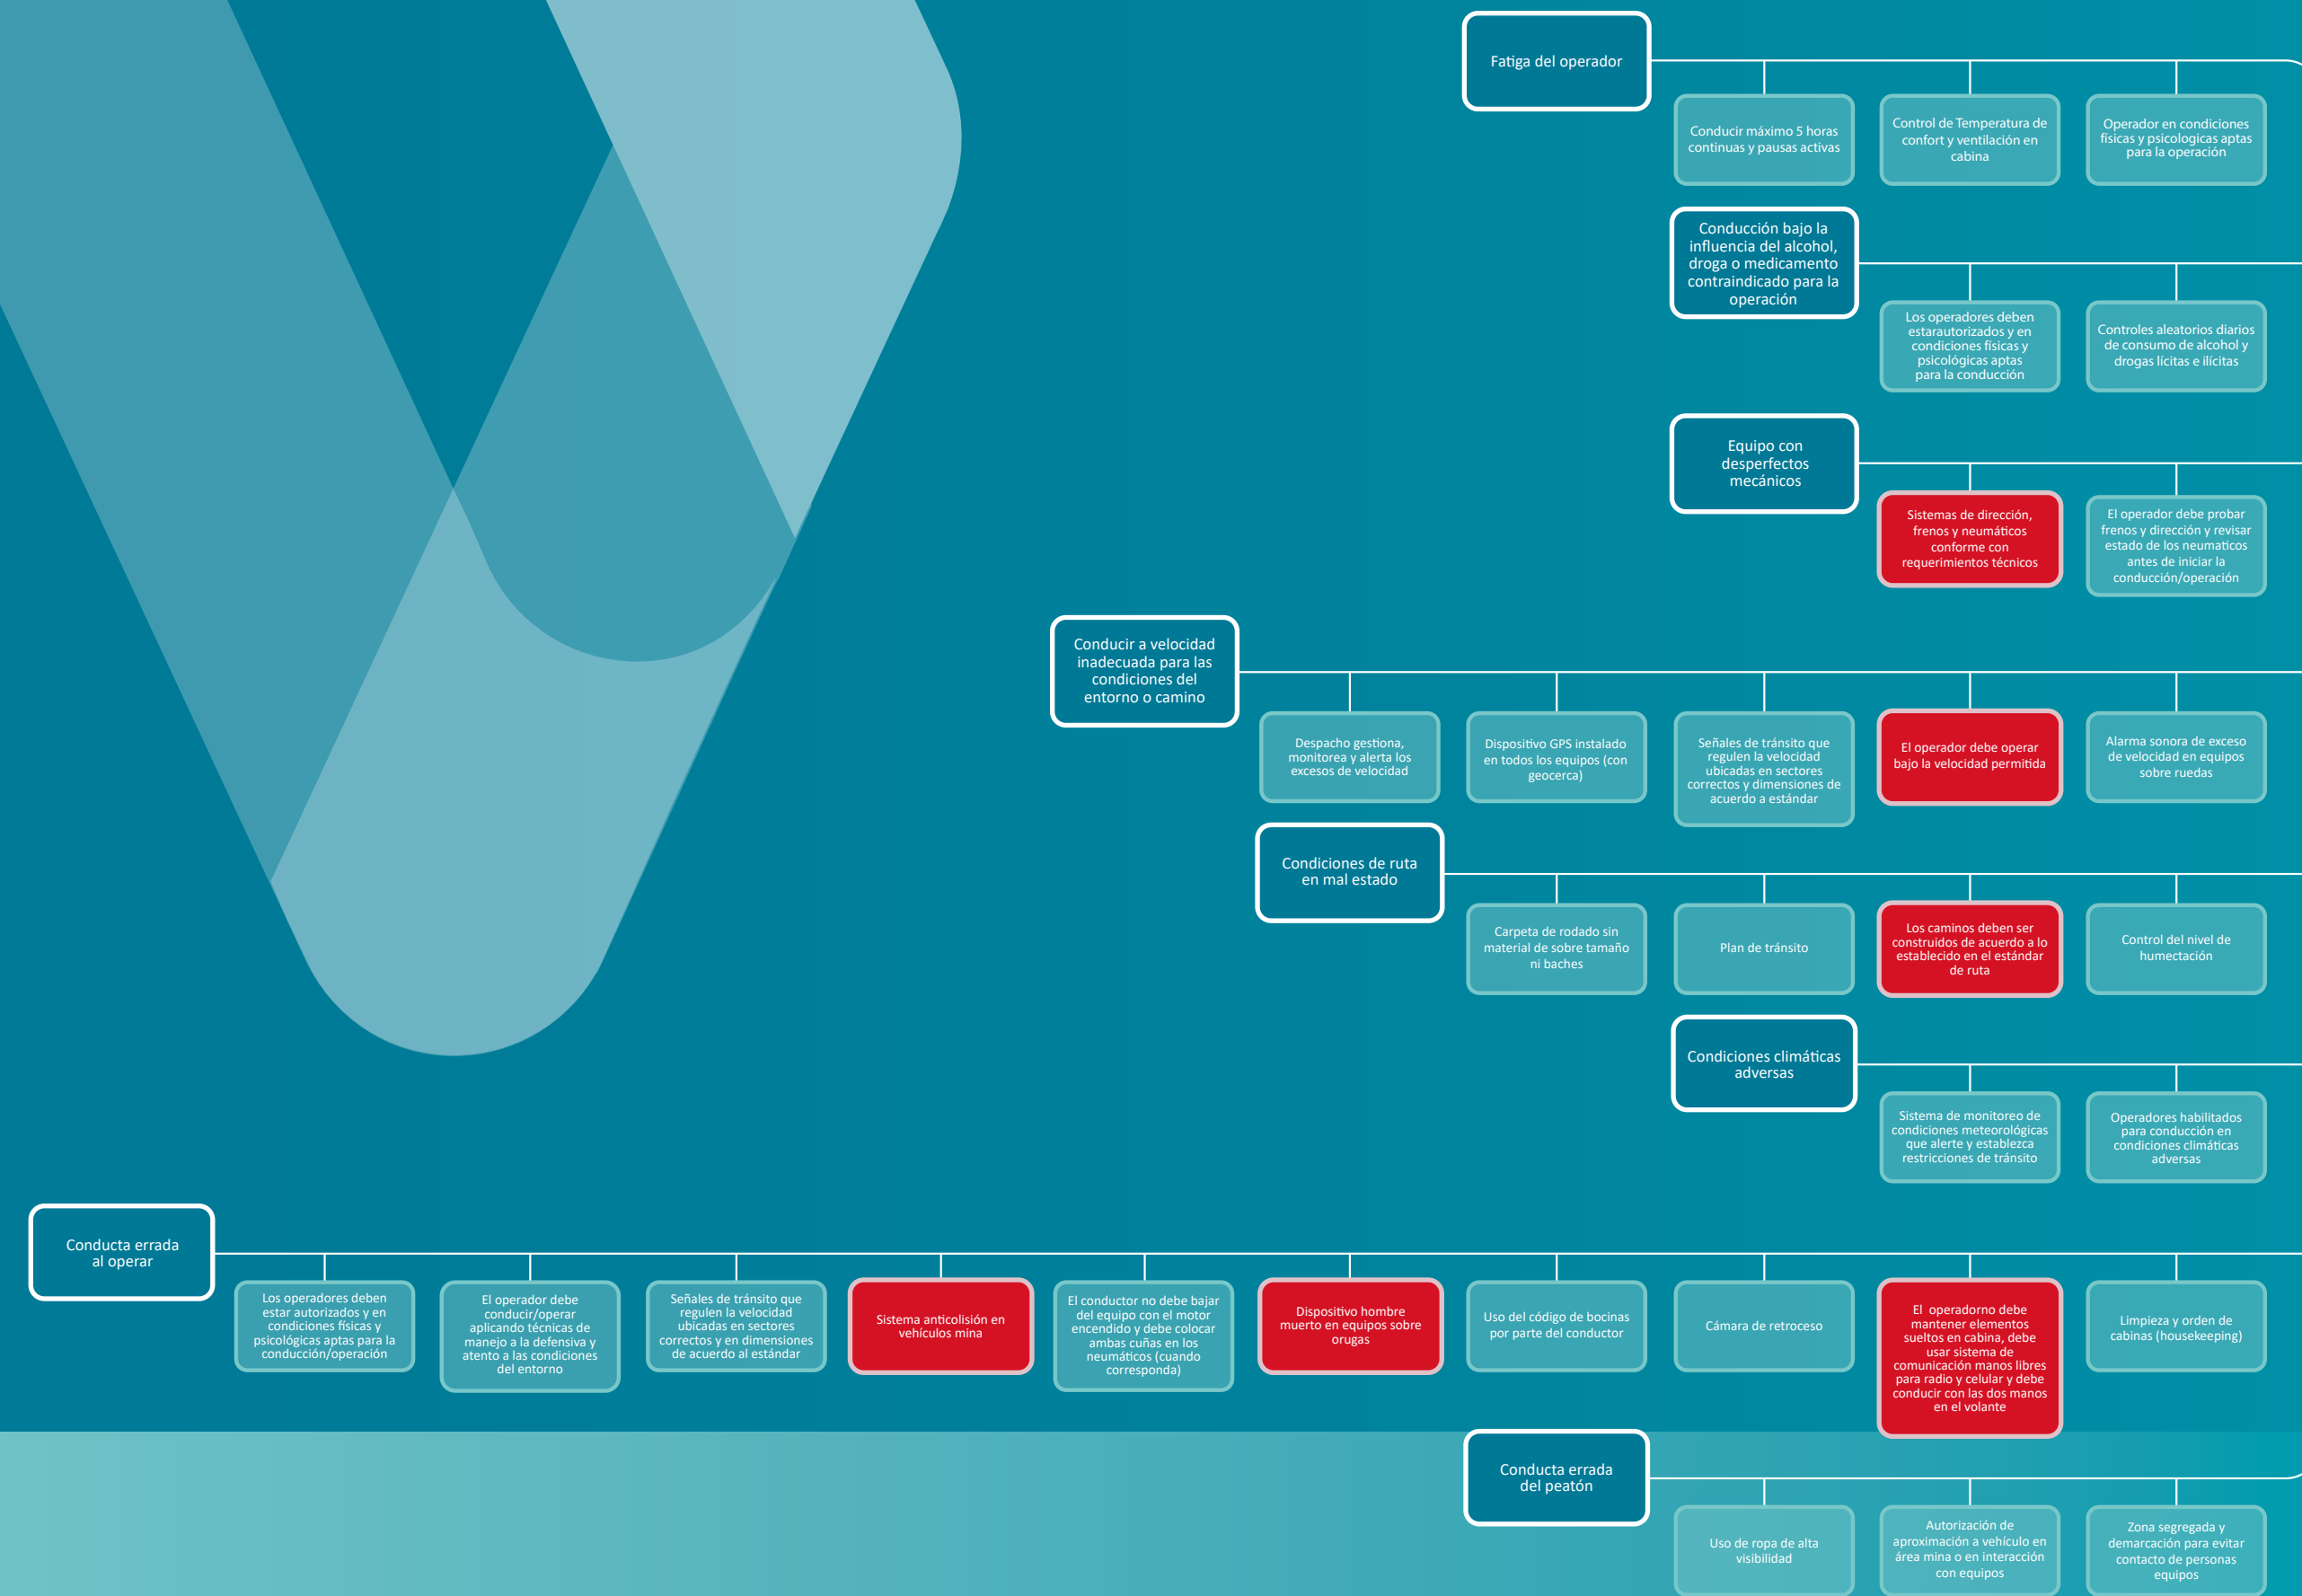 Fatiga del operador
Conducir máximo 5 horas
continuas y pausas activas
Control de Temperatura de
confort y ventilación en
cabina
Operador en condiciones
físicas y psicologicas aptas
para la operación
Conducción bajo la
influencia del alcohol,
droga o medicamento
contraindicado para la
operación
Los operadores deben
estarautorizados y en
condiciones físicas y
psicológicas aptas
para la conducción
Controles aleatorios diarios
de consumo de alcohol y
drogas lícitas e ilícitas
Equipo con
desperfectos
mecánicos
Sistemas de dirección,
frenos y neumáticos
conforme con
requerimientos técnicos
El operador debe probar
frenos y dirección y revisar
estado de los neumaticos
antes de iniciar la
conducción/operación
Conducir a velocidad
inadecuada para las
condiciones del
entorno o camino
Despacho gestiona,
monitorea y alerta los
excesos de velocidad
Dispositivo GPS instalado
en todos los equipos (con
geocerca)
Señales de tránsito que
regulen la velocidad
ubicadas en sectores
correctos y dimensiones de
acuerdo a estándar
El operador debe operar
bajo la velocidad permitida
Alarma sonora de exceso
de velocidad en equipos
sobre ruedas
Condiciones de ruta
en mal estado
Carpeta de rodado sin
material de sobre tamaño
ni baches
Plan de tránsito
Los caminos deben ser
construidos de acuerdo a lo
establecido en el estándar
de ruta
Control del nivel de
humectación
Condiciones climáticas
adversas
Sistema de monitoreo de
condiciones meteorológicas
que alerte y establezca
restricciones de tránsito
Operadores habilitados
para conducción en
condiciones climáticas
adversas
Conducta errada
al operar
Los operadores deben
estar autorizados y en
condiciones físicas y
psicológicas aptas para la
conducción/operación
El operador debe
conducir/operar
aplicando técnicas de
manejo a la defensiva y
atento a las condiciones
del entorno
Señales de tránsito que
regulen la velocidad
ubicadas en sectores
correctos y en dimensiones
de acuerdo al estándar
Sistema anticolisión en
vehículos mina
El conductor no debe bajar
del equipo con el motor
encendido y debe colocar
ambas cuñas en los
neumáticos (cuando
corresponda)
Dispositivo hombre
muerto en equipos sobre
orugas
Uso del código de bocinas
por parte del conductor
Cámara de retroceso
El  operadorno debe
mantener elementos
sueltos en cabina, debe
usar sistema de
comunicación manos libres
para radio y celular y debe
conducir con las dos manos
en el volante
Limpieza y orden de
cabinas (housekeeping)
Conducta errada
del peatón
Uso de ropa de alta
visibilidad
Autorización de
aproximación a vehículo en
área mina o en interacción
con equipos
Zona segregada y
demarcación para evitar
contacto de personas
equipos